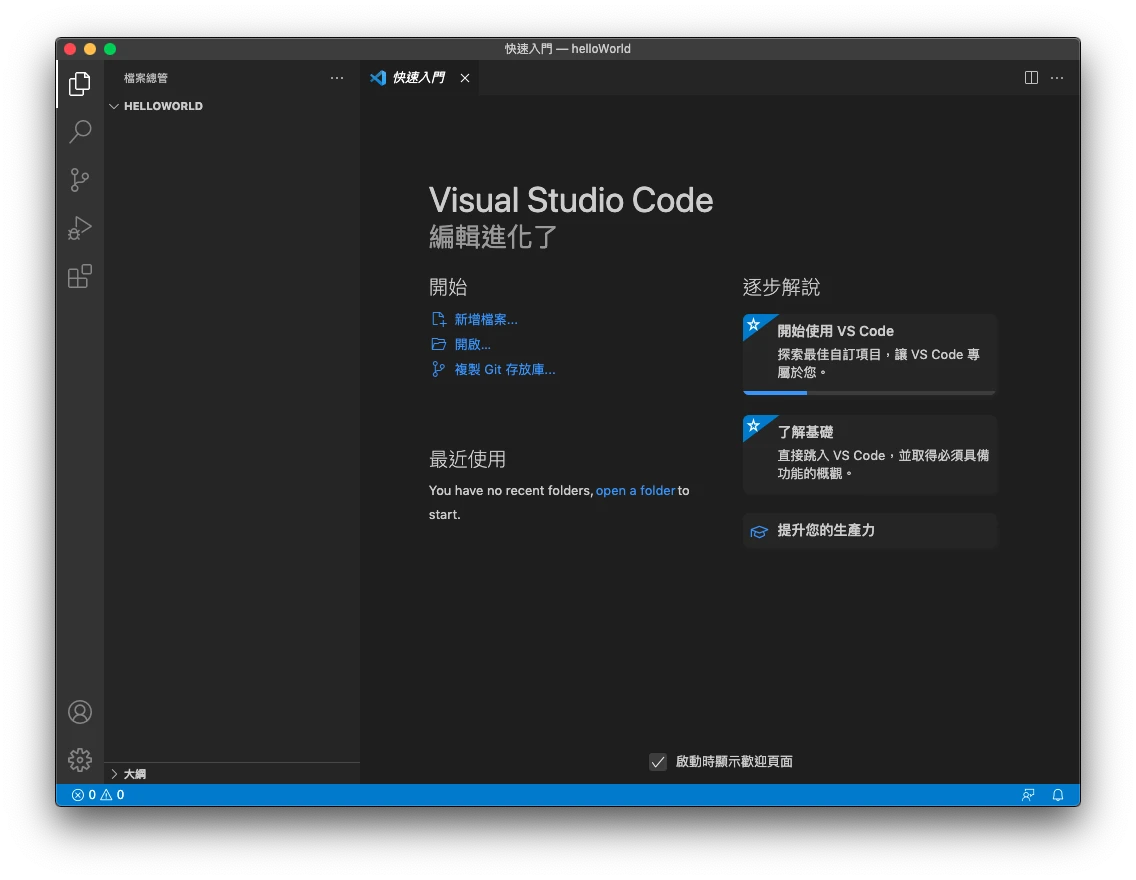 快速入門 — helloWorld
檔案總管
快速入門
HELLOWORLD
Visual Studio Code
編輯進化了
開始
新增檔案...
開啟...
複製 Git 存放庫...
最近使用
You have no recent folders, open a folder to
start.
逐步解說
開始使用 VS Code
探索最佳自訂項目，讓 VS Code 專
屬於您。
了解基礎
直接跳入 VS Code，並取得必須具備
功能的概觀。
提升您的生產力
啟動時顯示歡迎頁面
大綱
0 0